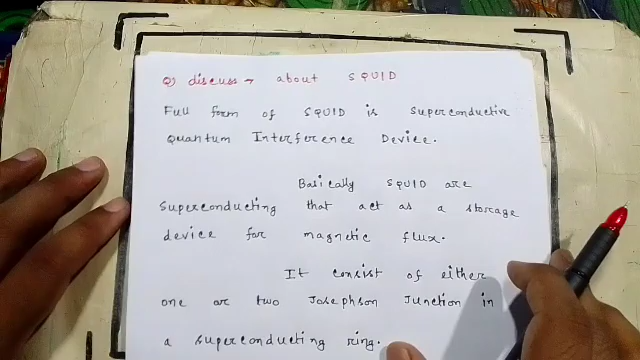 Q) discuss → about SQUID
Full form of SQUID is superconductive
Quantum Interference Device.
Basically SQUID are
superconducting that act as a storage
device for magnetic flux.
It consist of either
one or two Josephson Junction in
a superconducting ring.